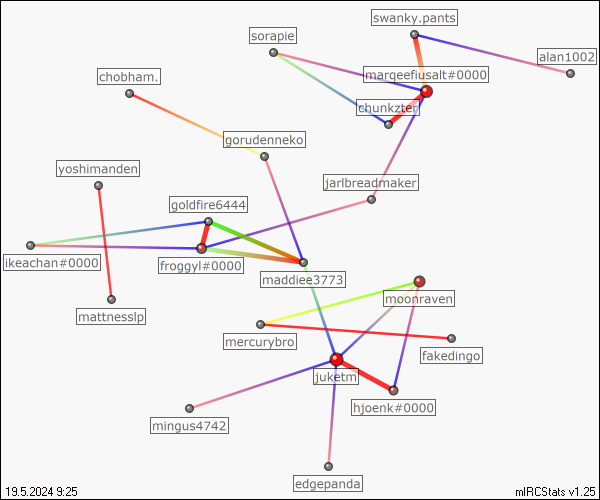 swanky.pants
sorapie
alan1002
marqeefiusalt#0000
chobham.
chunkzter
gorudenneko
yoshimanden
jarlbreadmaker
goldfire6444
ikeachan#0000
froggyl#0000
maddiee3773
moonraven
mattnesslp
mercurybro
fakedingo
juketm
hjoenk#0000
mingus4742
edgepanda
19.5.2024 9:25
mIRCStats v1.25